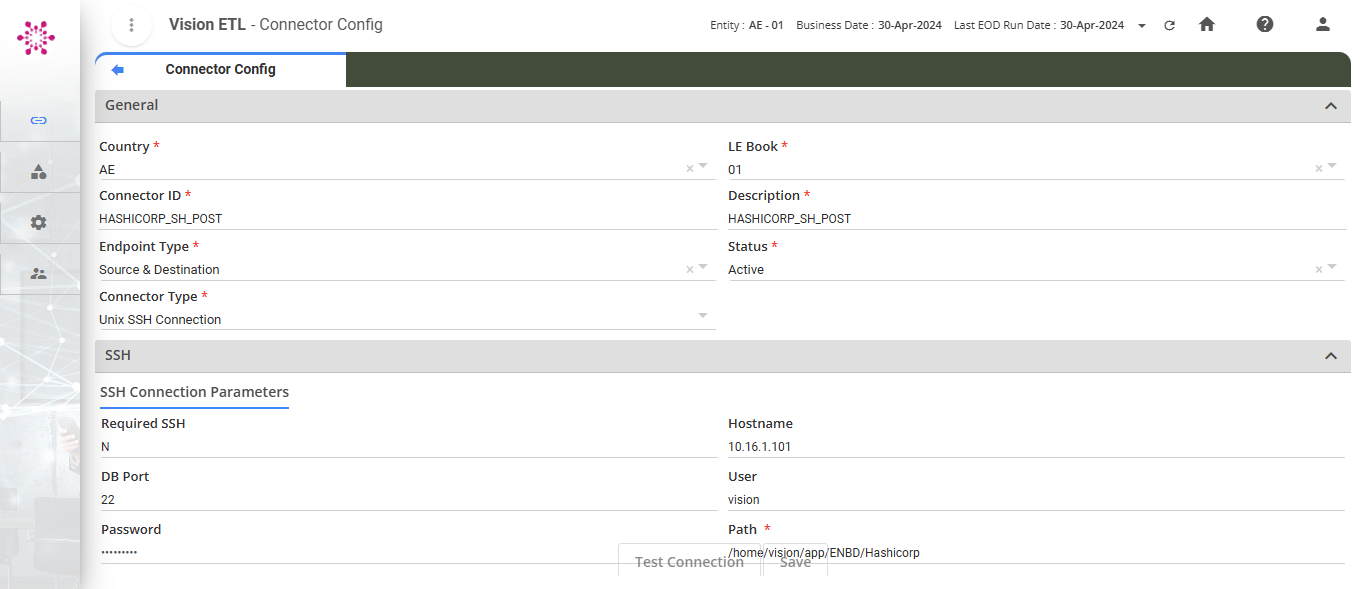 Vision ETL - Connector Config
Entity : AE - 01 Business Date : 30-Apr-2024 Last EOD Run Date : 30-Apr-2024
Connector Config
General
Country *
AE
LE Book *
01
Connector ID *
HASHICORP_SH_POST
Description *
HASHICORP_SH_POST
Endpoint Type *
Source & Destination
Status *
Active
Connector Type *
Unix SSH Connection
SSH
SSH Connection Parameters
Required SSH
N
Hostname
10.16.1.101
DB Port
22
User
vision
Password
•••••••••
Path *
/home/vision/app/ENBD/Hashicorp
Test Connection
Save